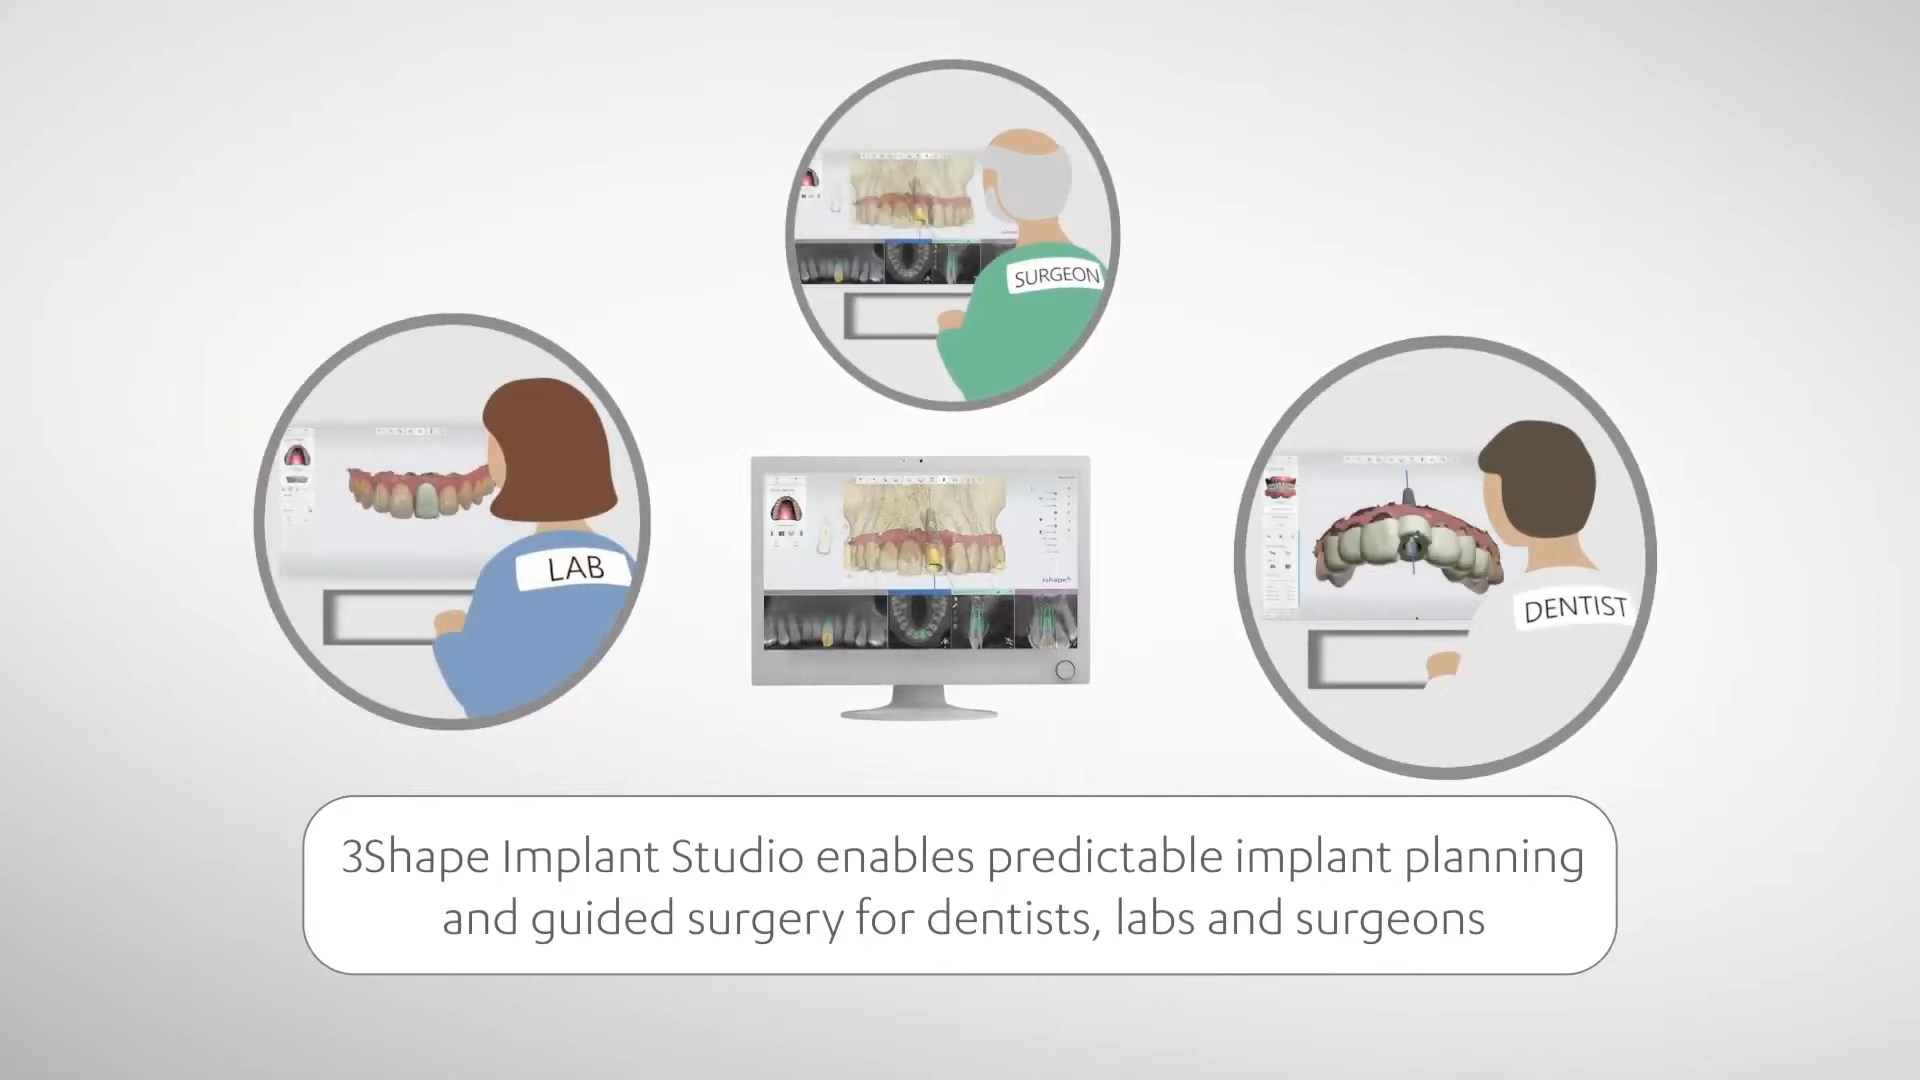 SURGEON
LAB
DENTIST
3Shape Implant Studio enables predictable implant planning
and guided surgery for dentists, labs and surgeons